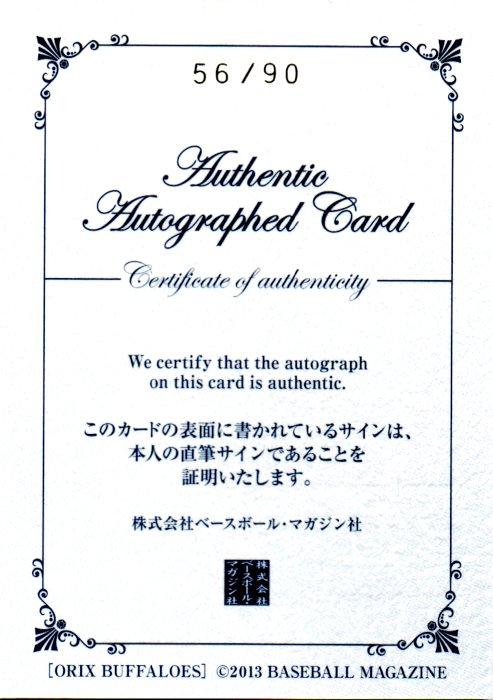 56/90
Authentic
Autographed Card
Certificate of authenticity
We certify that the autograph
on this card is authentic.
このカードの表面に書かれているサインは、
本人の直筆サインであることを
証明いたします。
株式会社ベースボール・マガジン社
株式会社
ベースボール・
マガジン社
[ORIX BUFFALOES] ©2013 BASEBALL MAGAZINE